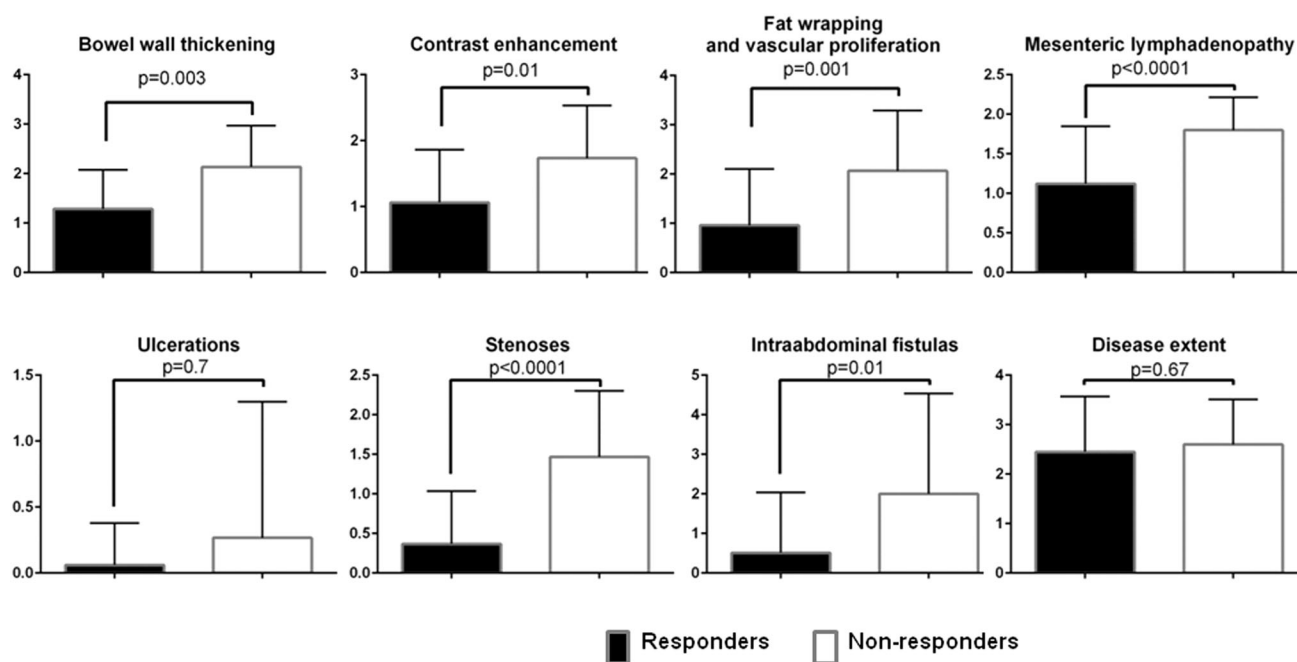 Bowel wall thickening
p=0.003
4
3
2
1
0
Contrast enhancement
p=0.01
3
2
1
0
Fat wrapping
and vascular proliferation
p=0.001
4
3
2
1
0
Mesenteric lymphadenopathy
p<0.0001
2.5
2.0
1.5
1.0
0.5
0.0
Ulcerations
p=0.7
1.5
1.0
0.5
0.0
Stenoses
p<0.0001
2.5
2.0
1.5
1.0
0.5
0.0
Intraabdominal fistulas
p=0.01
5
4
3
2
1
0
Disease extent
p=0.67
4
3
2
1
0
Responders
Non-responders